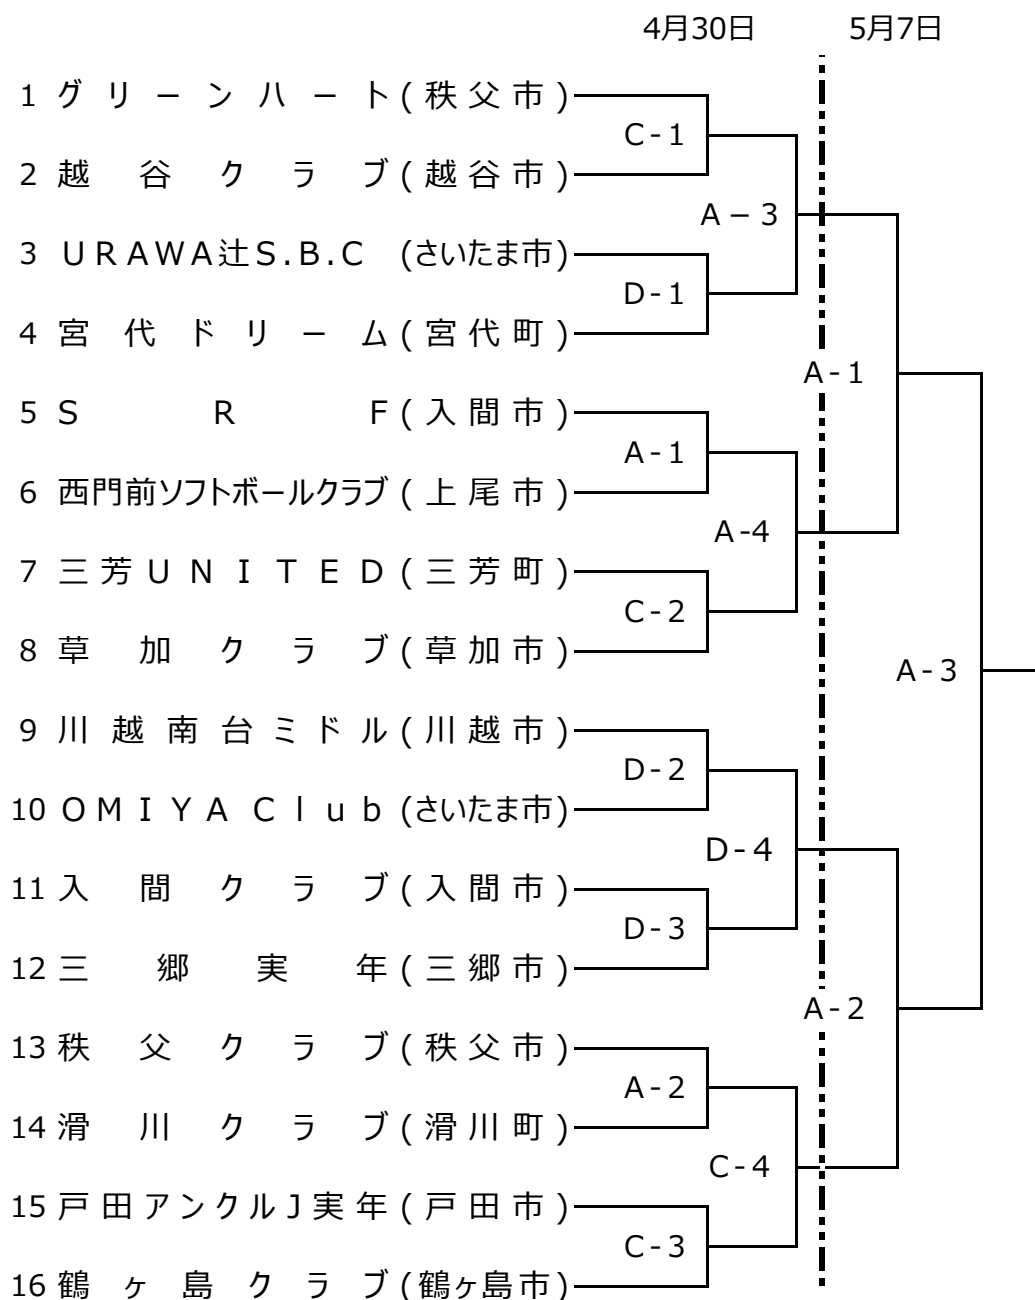 4月30日 5月7日
1 グリーンハート(秩父市)
C-1
2 越谷クラブ(越谷市)
A-3
3 URAWA辻S.B.C (さいたま市)
D-1
4 宮代ドリーム(宮代町)
A-1
5 SRF(入間市)
A-1
6 西門前ソフトボールクラブ(上尾市)
A-4
7 三芳UNITED(三芳町)
C-2
8 草加クラブ(草加市)
A-3
9 川越南台ミドル(川越市)
D-2
10 OMIYAClub(さいたま市)
D-4
11 入間クラブ(入間市)
D-3
12 三郷実年(三郷市)
A-2
13 秩父クラブ(秩父市)
A-2
14 滑川クラブ(滑川町)
C-4
15 戸田アンクルJ実年(戸田市)
C-3
16 鶴ヶ島クラブ(鶴ヶ島市)